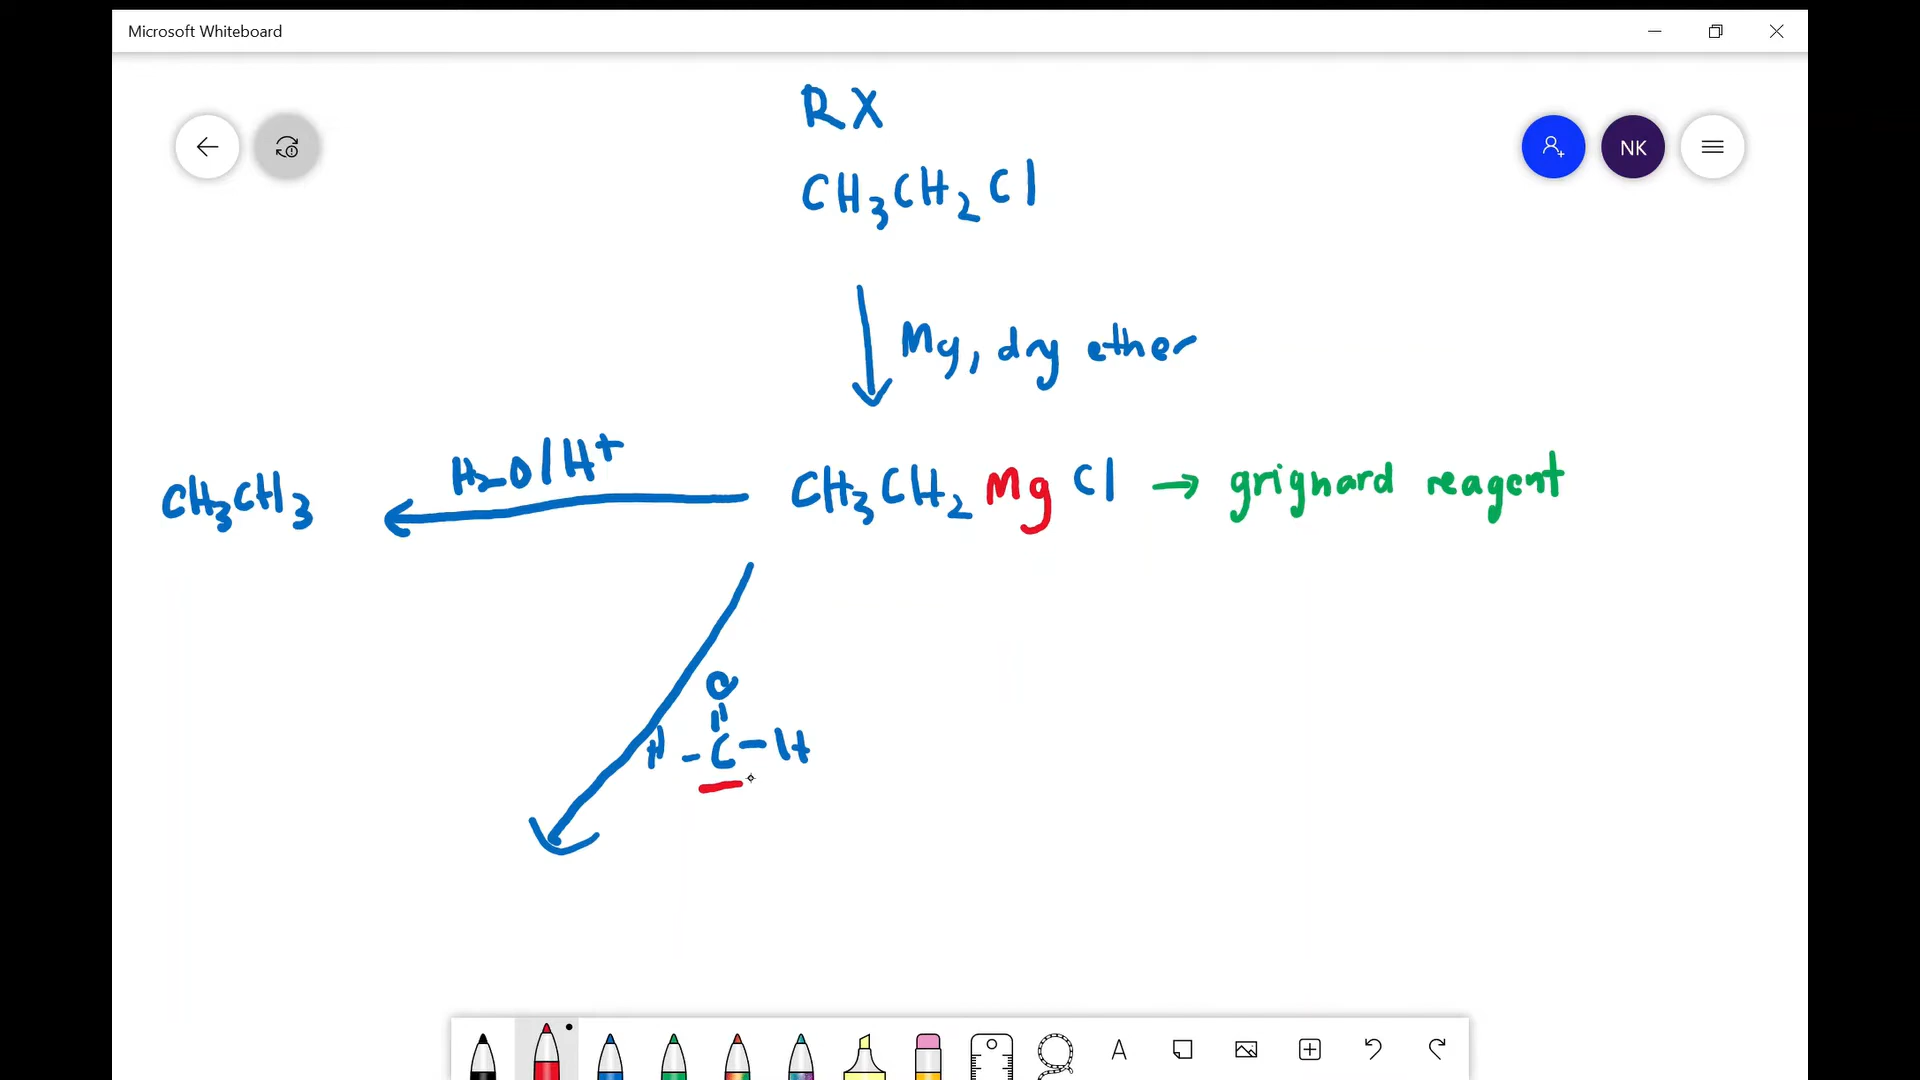 Microsoft Whiteboard
RX
NK
CH3CH2Cl
Mg, dry ether
H2O/H+
CH3CH3
CH3CH2MgCl → grignard reagent
O
H-C-H
A